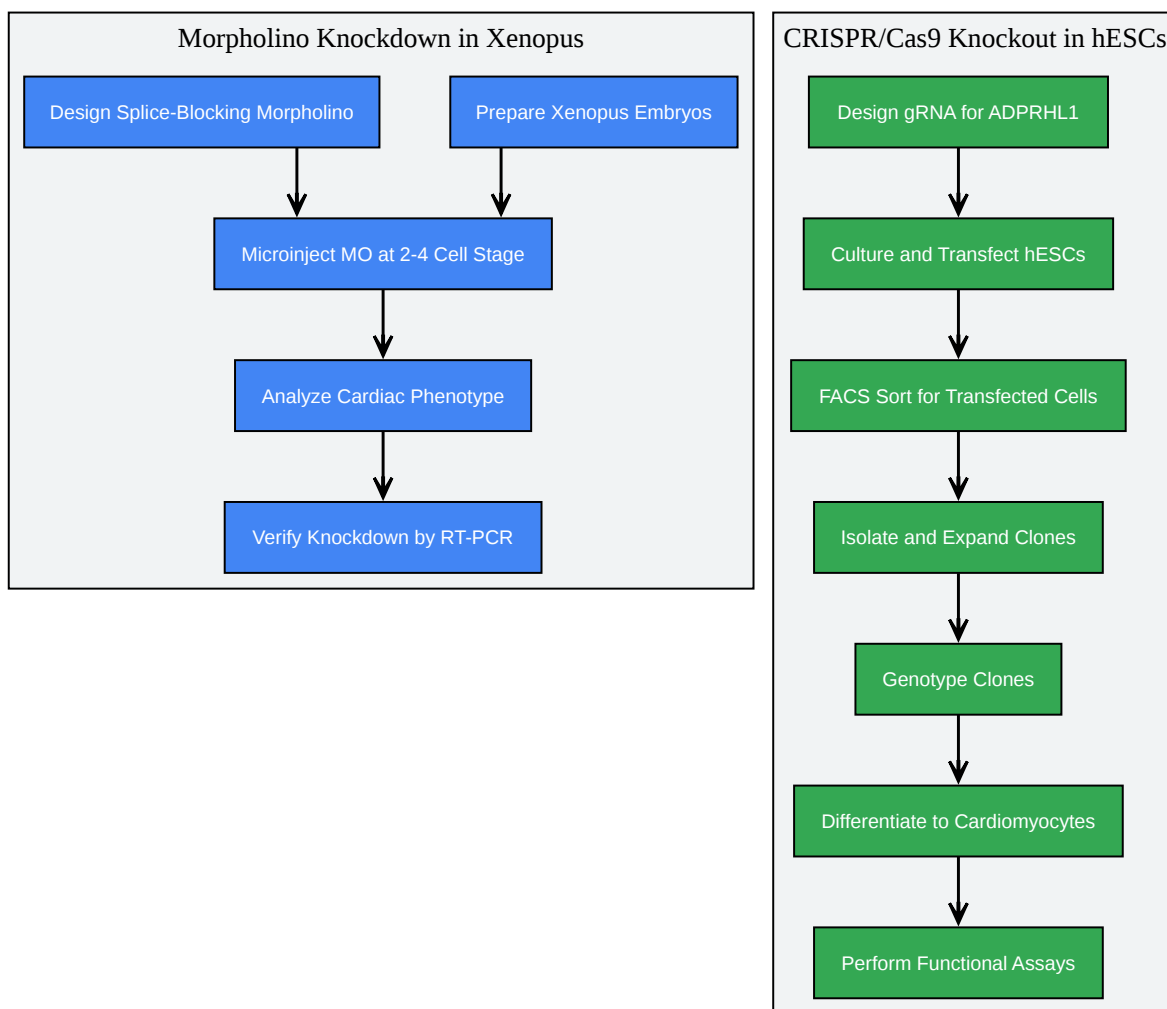 Morpholino Knockdown in Xenopus
Design Splice-Blocking Morpholino
Prepare Xenopus Embryos
Microinject MO at 2-4 Cell Stage
Analyze Cardiac Phenotype
Verify Knockdown by RT-PCR
CRISPR/Cas9 Knockout in hESCs
Design gRNA for ADPRHL1
Culture and Transfect hESCs
FACS Sort for Transfected Cells
Isolate and Expand Clones
Genotype Clones
Differentiate to Cardiomyocytes
Perform Functional Assays